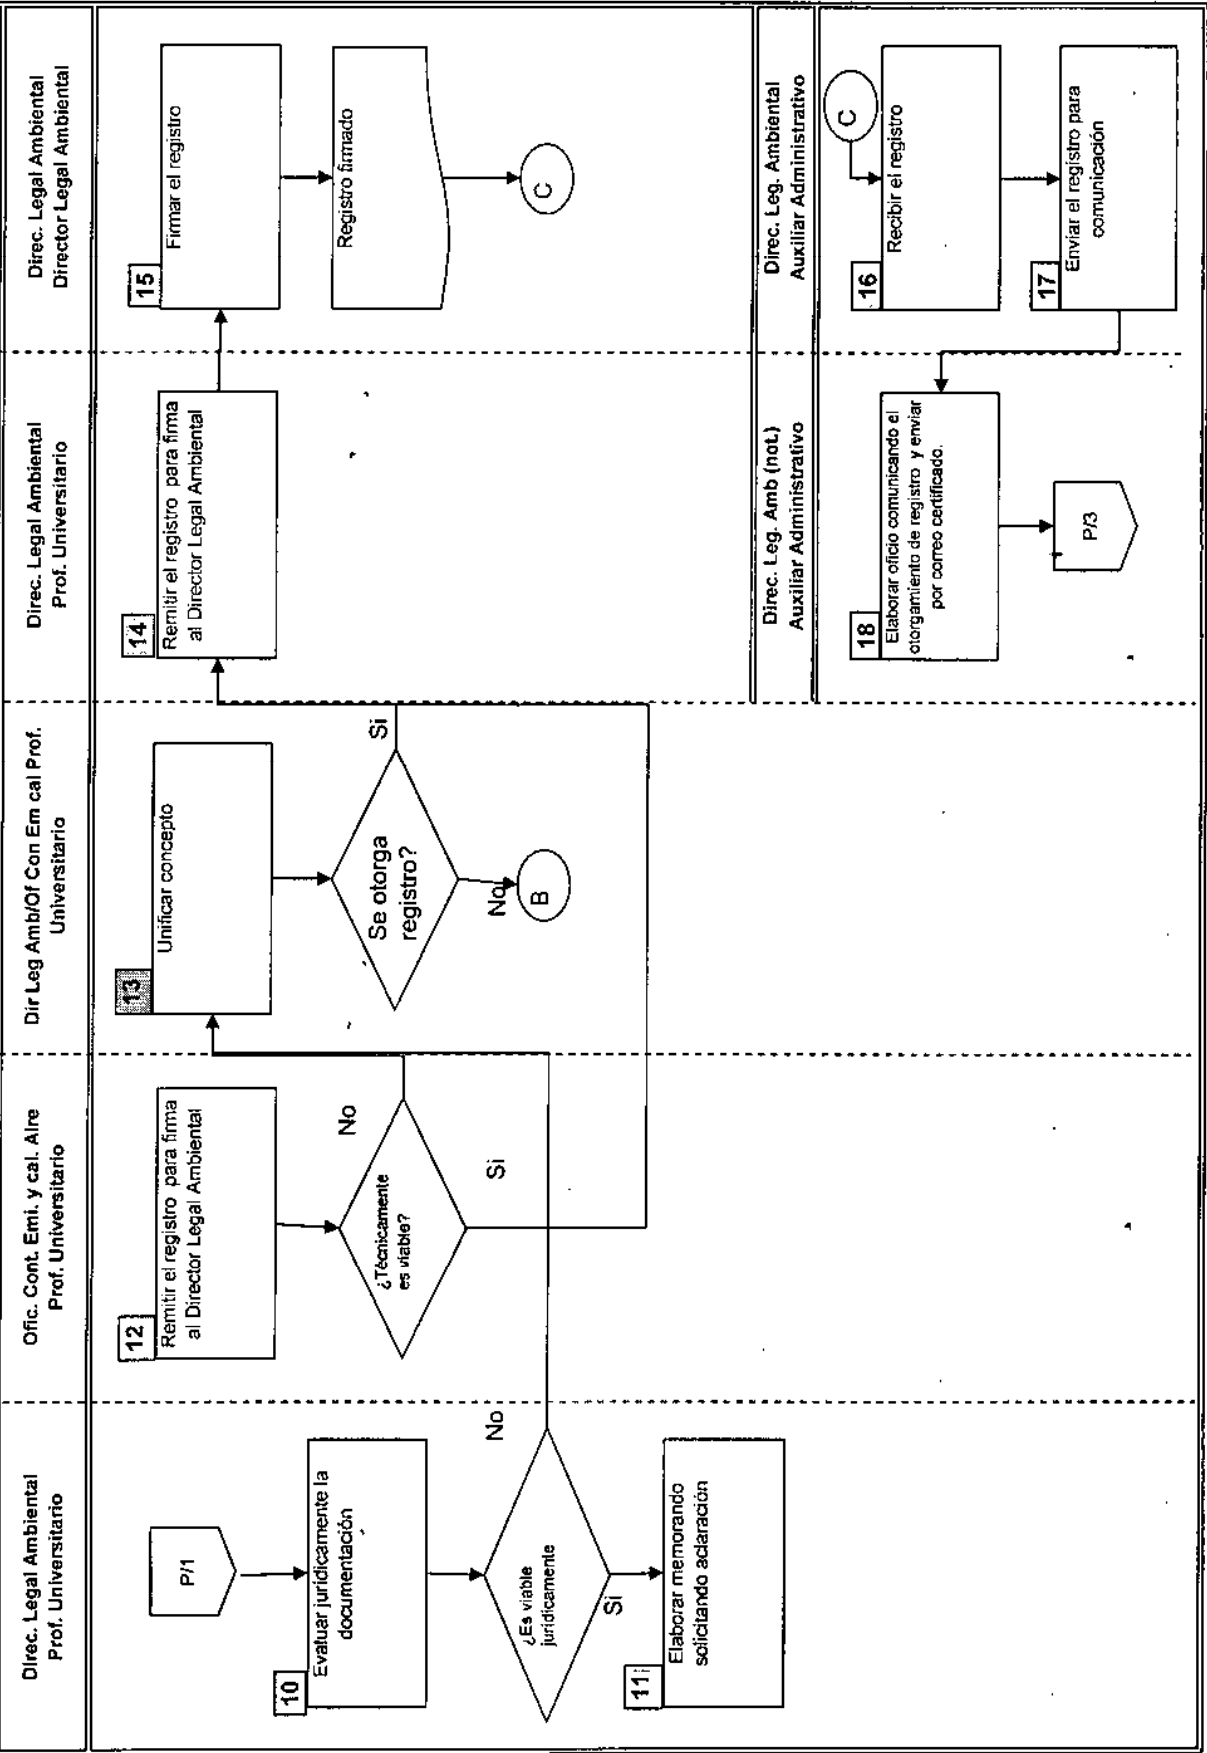 Direc. Legal Ambiental
Prof. Universitario
Ofic. Cont. Emi. y cal. Aire
Prof. Universitario
Dir Leg Amb/Of Con Em cal Prof.
Universitario
Direc. Legal Ambiental
Prof. Universitario
Direc. Legal Ambiental
Director Legal Ambiental
P/1
10
Evaluar jurídicamente la
documentación
¿Es viable
jurídicamente
No
Si
11
Elaborar memorando
solicitando aclaración
12
Remitir el registro para firma
al Director Legal Ambiental
¿Técnicamente
es viable?
No
Si
13
Unificar concepto
Se otorga
registro?
Si
No
B
14
Remitir el registro para firma
al Director Legal Ambiental
15
Firmar el registro
Registro firmado
C
Direc. Leg. Amb (not.)
Auxiliar Administrativo
Direc. Leg. Ambiental
Auxiliar Administrativo
C
16
Recibir el registro
17
Enviar el registro para
comunicación
18
Elaborar oficio comunicando el
otorgamiento de registro y enviar
por correo certificado.
P/3